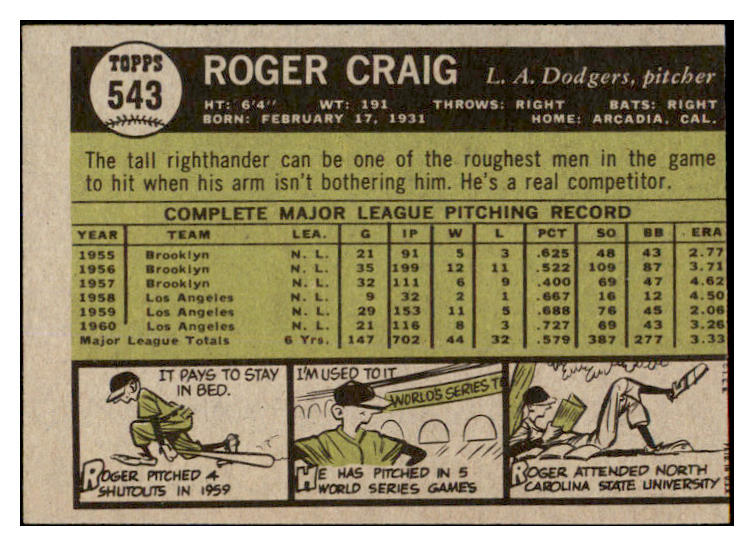 TOPPS
543
ROGER CRAIG L. A. Dodgers, pitcher
HT: 6'4" WT: 191 THROWS: RIGHT BATS: RIGHT
BORN: FEBRUARY 17, 1931 HOME: ARCADIA, CAL.
The tall righthander can be one of the roughest men in the game
to hit when his arm isn't bothering him. He's a real competitor.
COMPLETE MAJOR LEAGUE PITCHING RECORD
YEAR TEAM LEA. G IP W L PCT SO BB ERA
1955 Brooklyn N. L. 21 91 5 3 .625 48 43 2.77
1956 Brooklyn N. L. 35 199 12 11 .522 109 87 3.71
1957 Brooklyn N. L. 32 111 6 9 .400 69 47 4.62
1958 Los Angeles N. L. 9 32 2 1 .667 16 12 4.50
1959 Los Angeles N. L. 29 153 11 5 .688 76 45 2.06
1960 Los Angeles N. L. 21 116 8 3 .727 69 43 3.26
Major League Totals 6 Yrs. 147 702 44 32 .579 387 277 3.33
IT PAYS TO STAY
IN BED.
ROGER PITCHED 4
SHUTOUTS IN 1959
I'M USED TO IT
WORLD'S SERIES T
HE HAS PITCHED IN 5
WORLD SERIES GAMES
ROGER ATTENDED NORTH
CAROLINA STATE UNIVERSITY